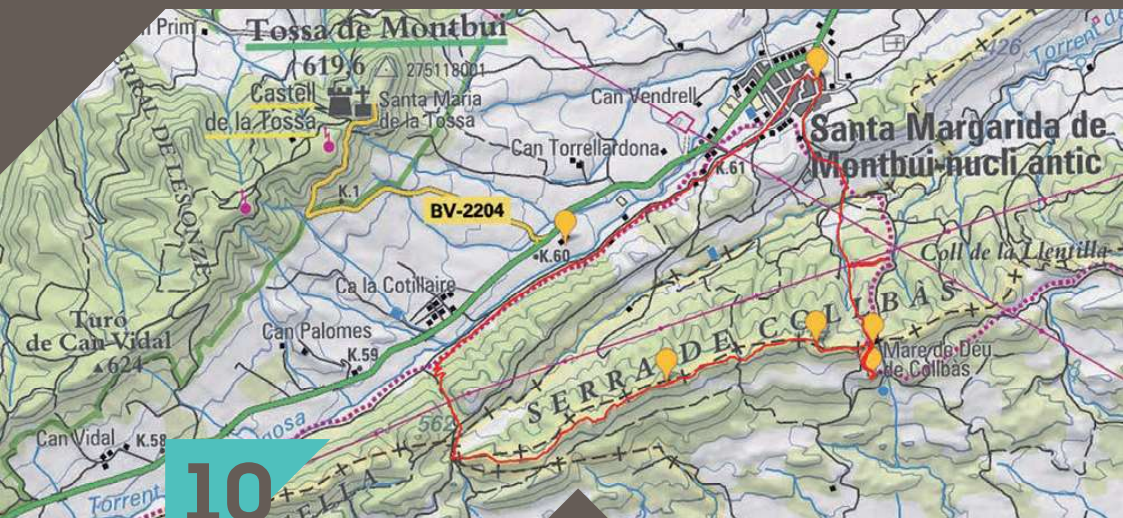 Prim
Tossa de Montbui
619,6
275118001
Castell
de la Tossa
Santa Maria
de la Tossa
Can Vendrell
Can Torrellardona
426
Torrent
Santa Margarida de
Montbui-nucli antic
K.61
K.1
BV-2204
K.60
Coll de la Llentilla
Ca la Cotillaire
Turó
de Can Vidal
624
Can Palomes
K.59
SERRA DE COLLBÀS
Mare de Déu
de Collbàs
562
Can Vidal
K.58
Torrent
10